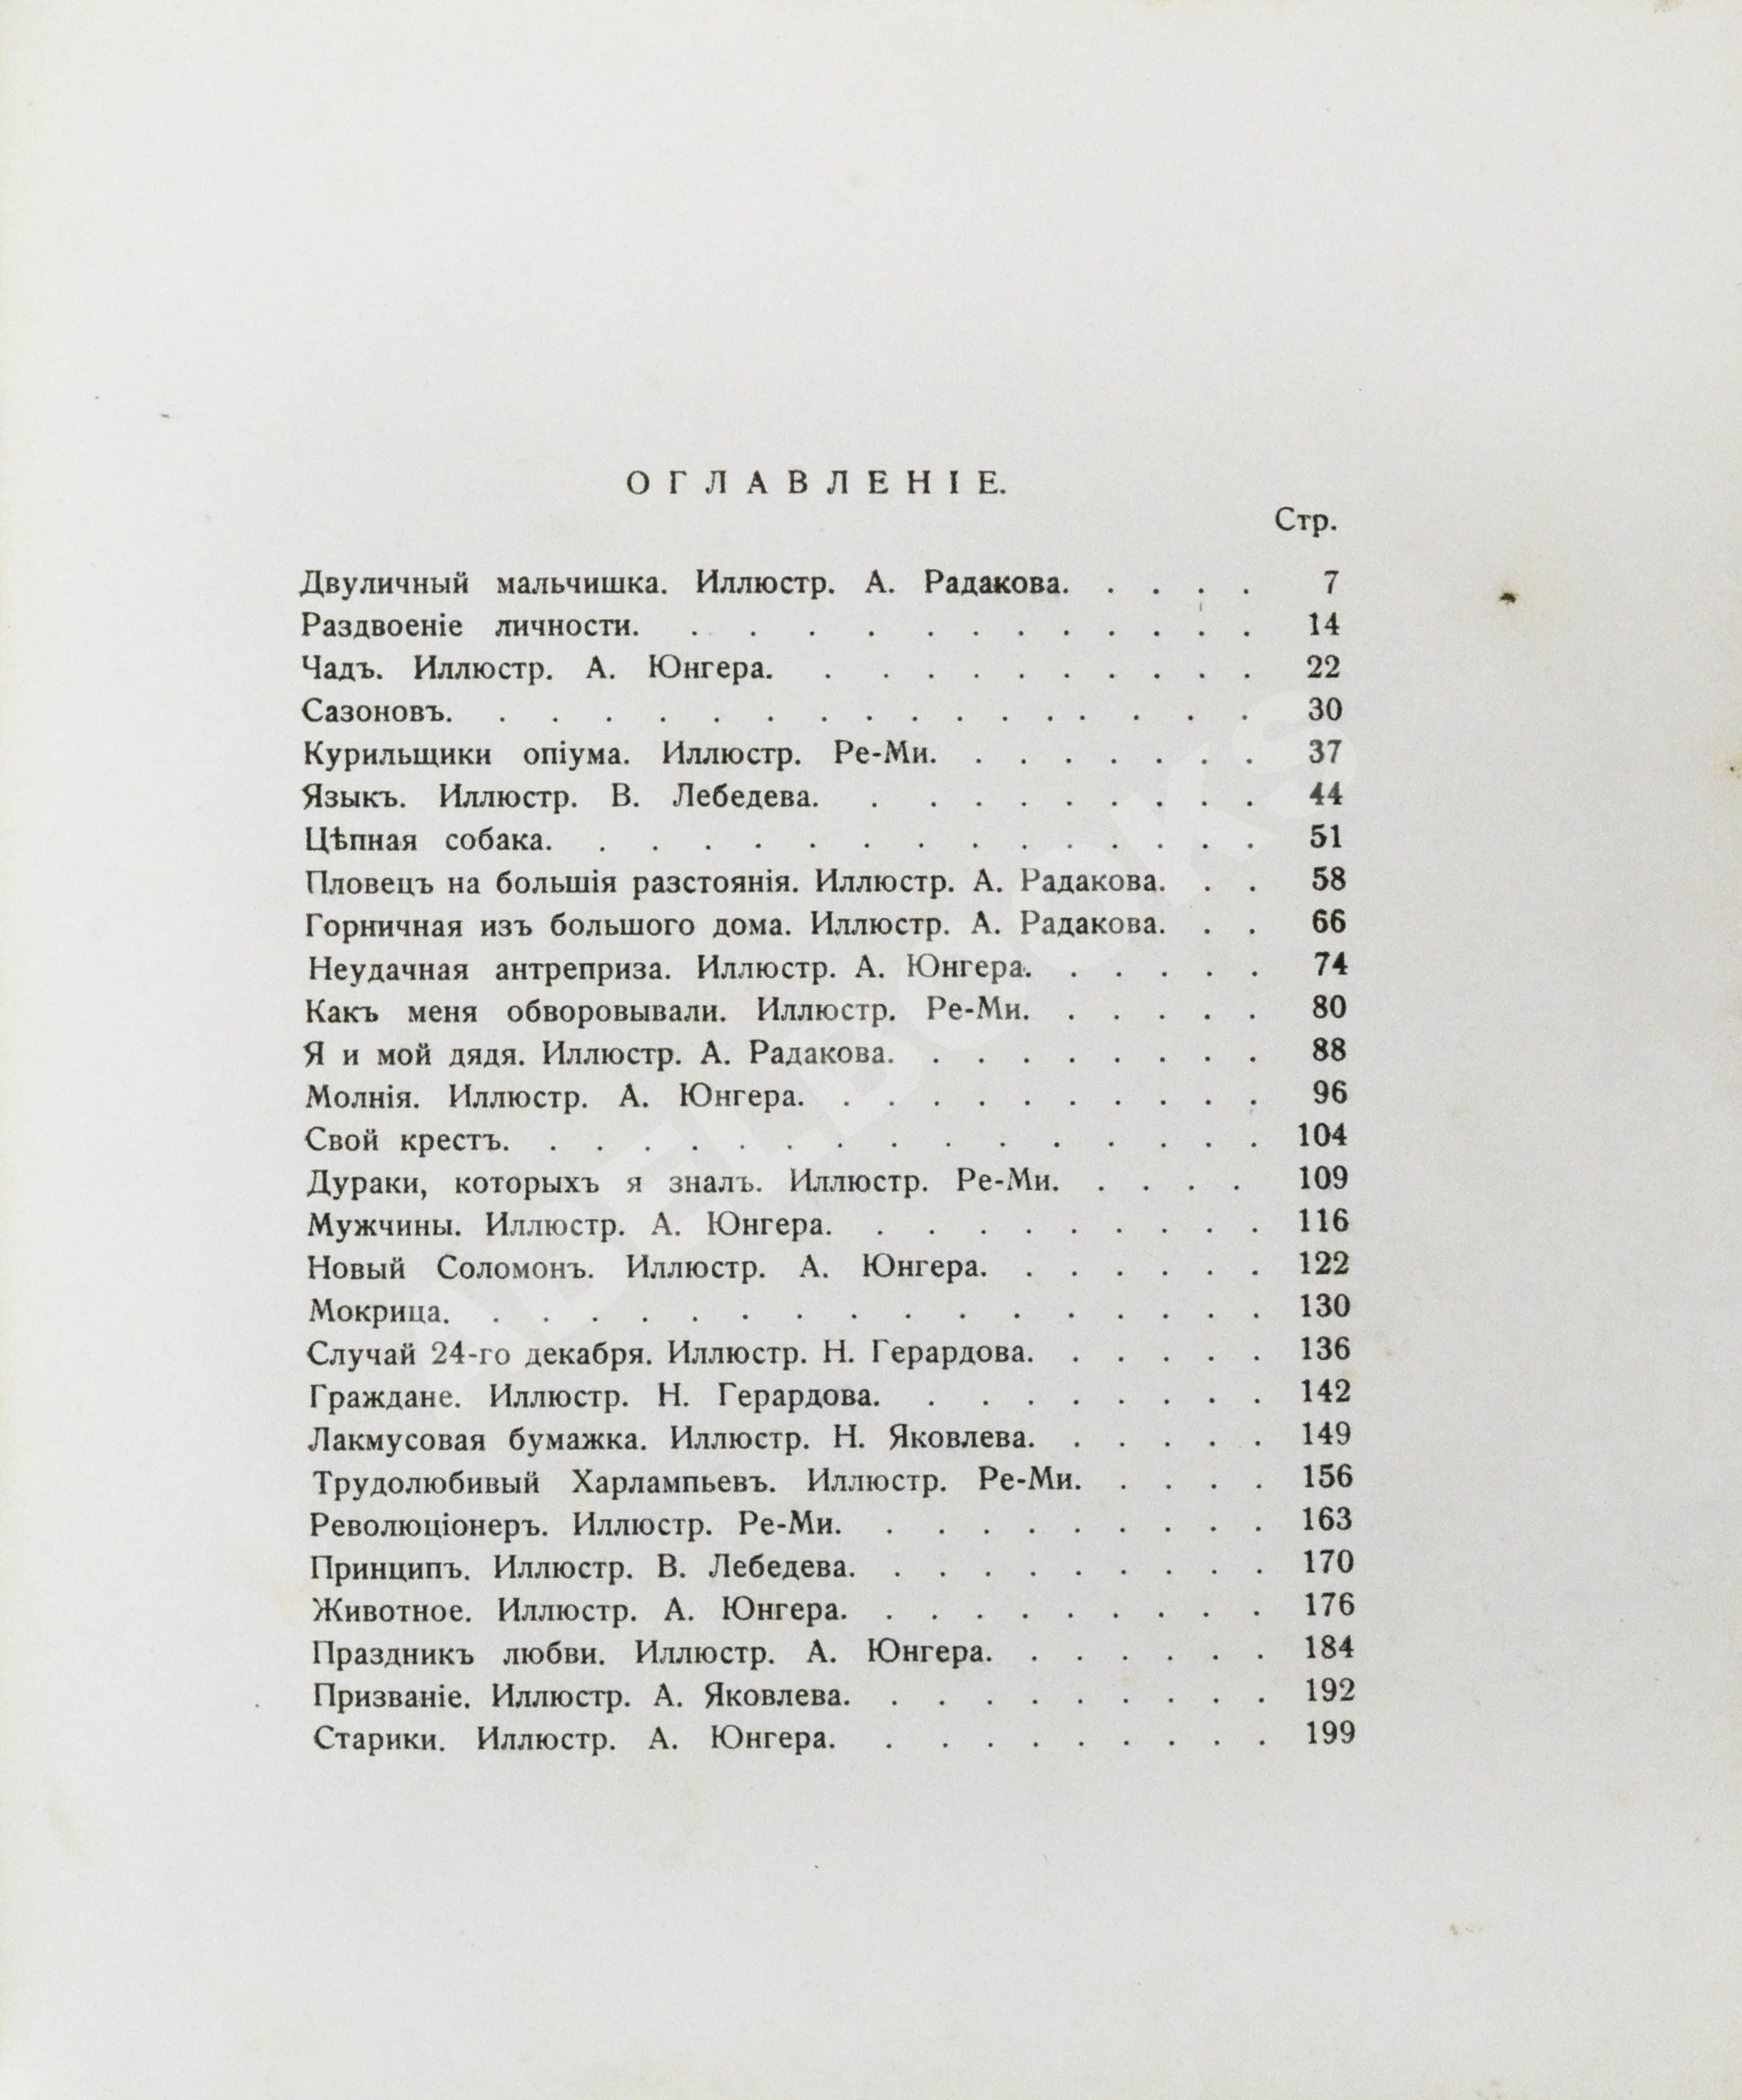 ОГЛАВЛЕНІЕ.
Стр.
Двуличный мальчишка. Иллюстр. А. Радакова. . . . . 7
Раздвоеніе личности. . . . . . . . . . . . 14
Чадъ. Иллюстр. А. Юнгера. . . . . . . . . . . 22
Сазоновъ. . . . . . . . . . . . . . . . 30
Курильщики опіума. Иллюстр. Ре-Ми. . . . . . . . 37
Языкъ. Иллюстр. В. Лебедева. . . . . . . . . . 44
Цѣпная собака. . . . . . . . . . . . . . 51
Пловецъ на большія разстоянія. Иллюстр. А. Радакова. . . 58
Горничная изъ большого дома. Иллюстр. А. Радакова. . . 66
Неудачная антреприза. Иллюстр. А. Юнгера. . . . . . 74
Какъ меня обворовывали. Иллюстр. Ре-Ми. . . . . . 80
Я и мой дядя. Иллюстр. А. Радакова. . . . . . . . . 88
Молнія. Иллюстр. А. Юнгера. . . . . . . . . . . 96
Свой крестъ. . . . . . . . . . . . . . . . 104
Дураки, которыхъ я зналъ. Иллюстр. Ре-Ми. . . . . 109
Мужчины. Иллюстр. А. Юнгера. . . . . . . . . . 116
Новый Соломонъ. Иллюстр. А. Юнгера. . . . . . . 122
Мокрица. . . . . . . . . . . . . . . . . 130
Случай 24-го декабря. Иллюстр. Н. Герардова. . . . . . 136
Граждане. Иллюстр. Н. Герардова. . . . . . . . . 142
Лакмусовая бумажка. Иллюстр. Н. Яковлева. . . . . . 149
Трудолюбивый Харлампьевъ. Иллюстр. Ре-Ми. . . . . 156
Революціонеръ. Иллюстр. Ре-Ми. . . . . . . . . . 163
Принципъ. Иллюстр. В. Лебедева. . . . . . . . . . 170
Животное. Иллюстр. А. Юнгера. . . . . . . . . . 176
Праздникъ любви. Иллюстр. А. Юнгера. . . . . . . 184
Призваніе. Иллюстр. А. Яковлева. . . . . . . . . . 192
Старики. Иллюстр. А. Юнгера. . . . . . . . . . 199